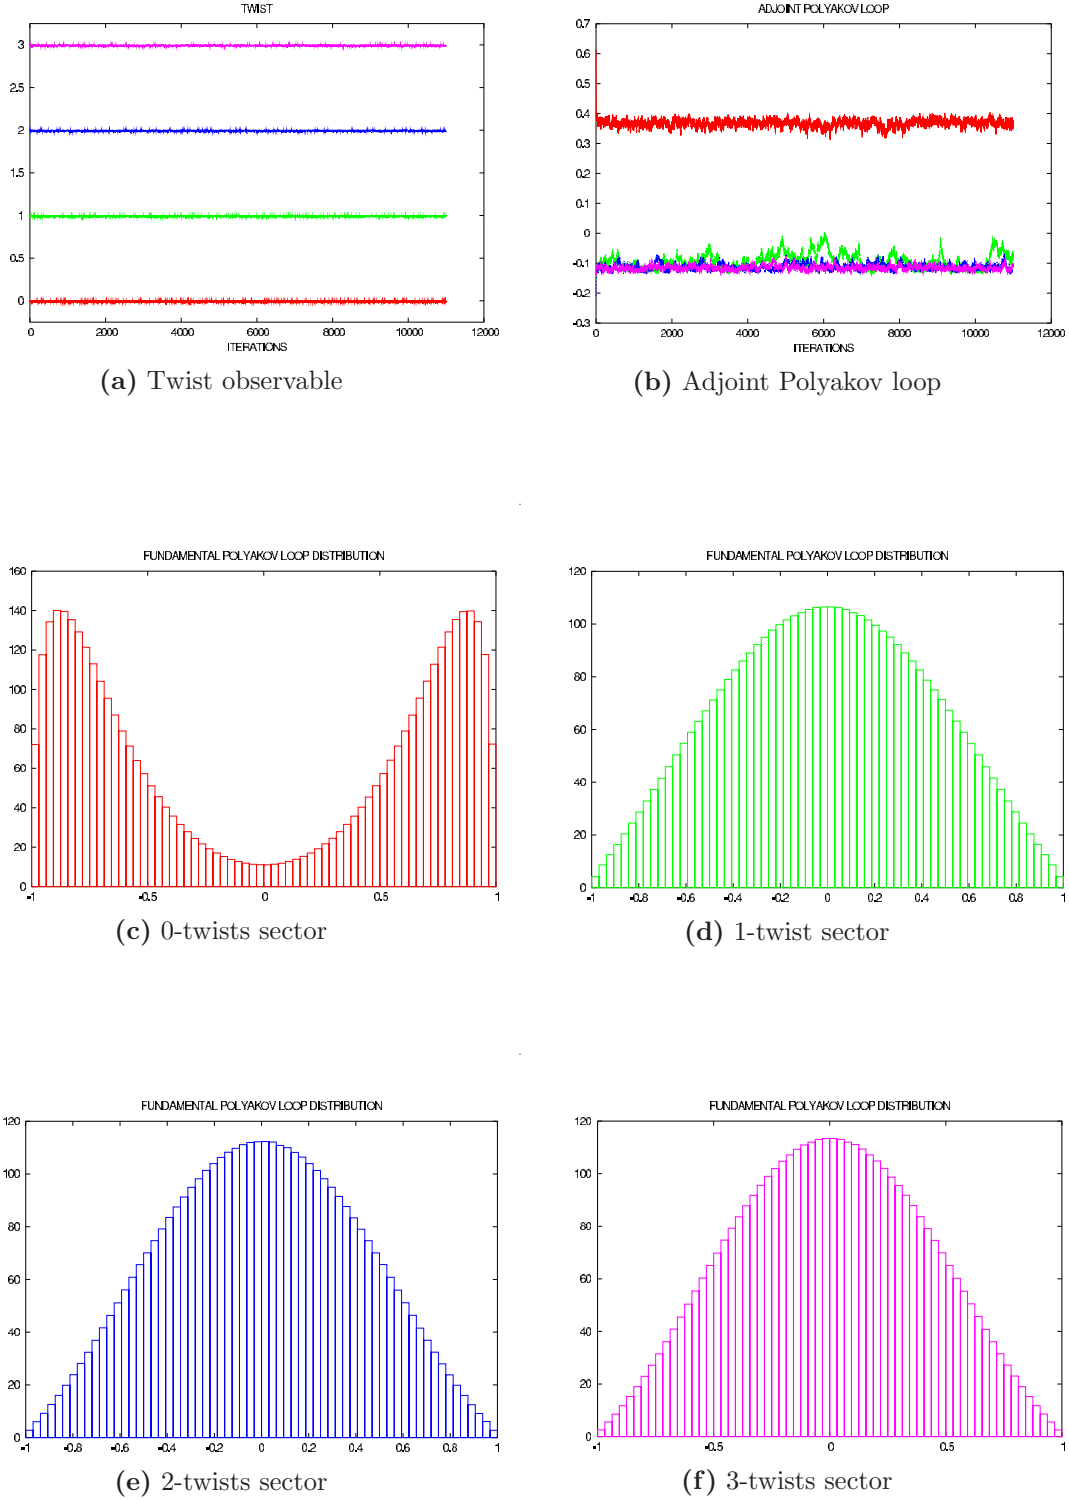 TWIST
3
2.5
2
1.5
1
0.5
0
0 2000 4000 6000 8000 10000 12000
ITERATIONS
(a) Twist observable
ADJOINT POLYAKOV LOOP
0.7
0.6
0.5
0.4
0.3
0.2
0.1
0
-0.1
-0.2
-0.3
0 2000 4000 6000 8000 10000 12000
ITERATIONS
(b) Adjoint Polyakov loop
FUNDAMENTAL POLYAKOV LOOP DISTRIBUTION
160
140
120
100
80
60
40
20
0
-1 -0.5 0 0.5 1
(c) 0-twists sector
FUNDAMENTAL POLYAKOV LOOP DISTRIBUTION
120
100
80
60
40
20
0
-1 -0.8 -0.6 -0.4 -0.2 0 0.2 0.4 0.6 0.8 1
(d) 1-twist sector
FUNDAMENTAL POLYAKOV LOOP DISTRIBUTION
120
100
80
60
40
20
0
-1 -0.8 -0.6 -0.4 -0.2 0 0.2 0.4 0.6 0.8 1
(e) 2-twists sector
FUNDAMENTAL POLYAKOV LOOP DISTRIBUTION
120
100
80
60
40
20
0
-1 -0.5 0 0.5 1
(f) 3-twists sector